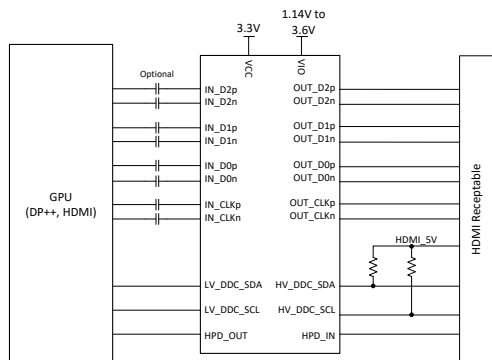 1.14V to
3.3V
3.6V
Optional
VCC
VIO
IN_D2p
IN_D2n
OUT_D2p
OUT_D2n
IN_D1p
IN_D1n
OUT_D1p
OUT_D1n
GPU
(DP++, HDMI)
IN_D0p
IN_D0n
OUT_D0p
OUT_D0n
IN_CLKp
IN_CLKn
OUT_CLKp
OUT_CLKn
HDMI_5V
HDMI Receptable
LV_DDC_SDA
HV_DDC_SDA
LV_DDC_SCL
HV_DDC_SCL
HPD_OUT
HPD_IN